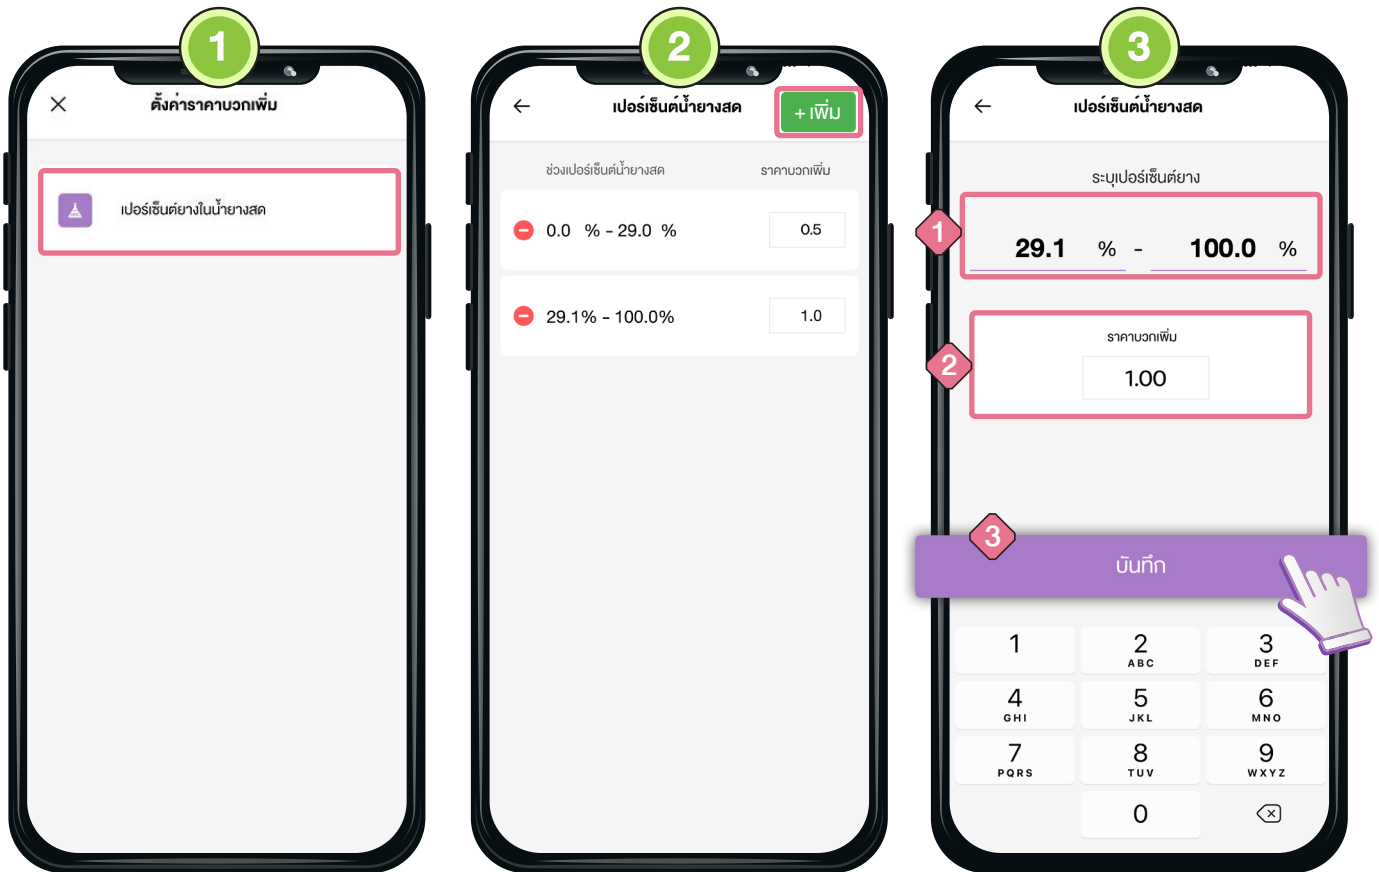 1
ตั้งค่าราคาบวกเพิ่ม
เปอร์เซ็นต์ยางในน้ำยางสด
2
เปอร์เซ็นต์น้ำยางสด
+ เพิ่ม
ช่วงเปอร์เซ็นต์น้ำยางสด ราคาบวกเพิ่ม
0.0 % - 29.0 % 0.5
29.1% - 100.0% 1.0
3
เปอร์เซ็นต์น้ำยางสด
ระบุเปอร์เซ็นต์ยาง
1
29.1 % - 100.0 %
2
ราคาบวกเพิ่ม
1.00
3
บันทึก
1 2 3
ABC DEF
4 5 6
GHI JKL MNO
7 8 9
PQRS TUV WXYZ
0